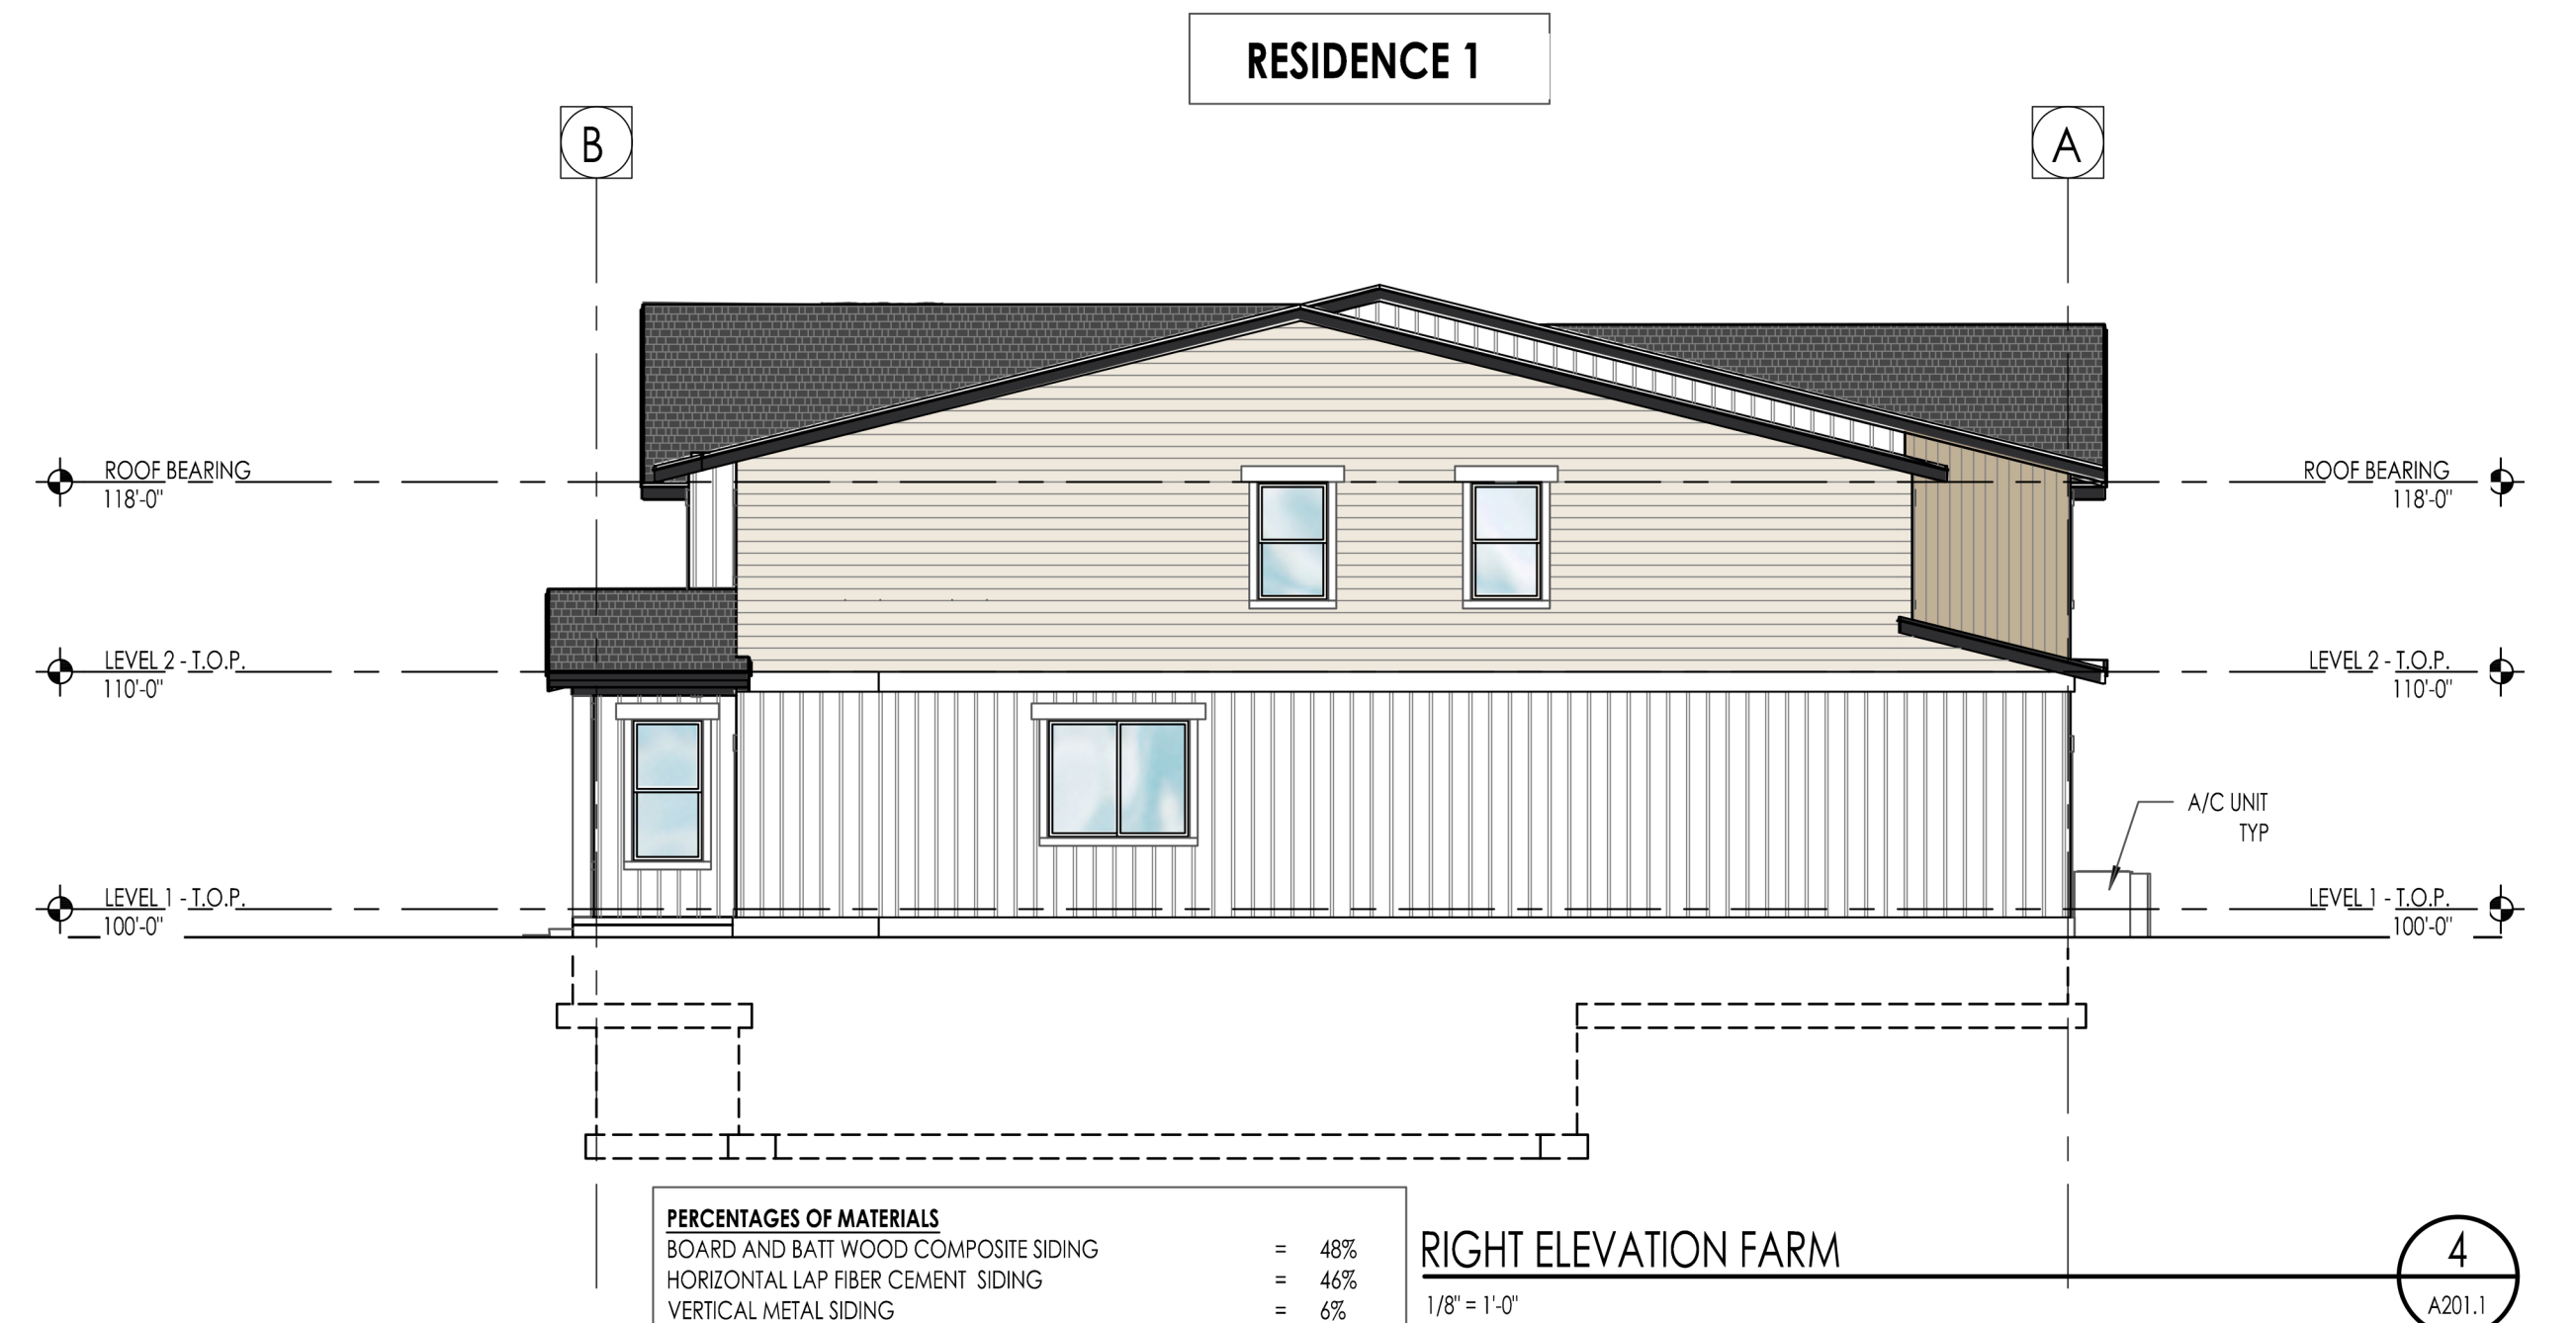 RESIDENCE 1
B
A
ROOF BEARING
118'-0"
ROOF BEARING
118'-0"
LEVEL 2 - T.O.P.
110'-0"
LEVEL 2 - T.O.P.
110'-0"
A/C UNIT
TYP
LEVEL 1 - T.O.P.
100'-0"
LEVEL 1 - T.O.P.
100'-0"
PERCENTAGES OF MATERIALS
BOARD AND BATT WOOD COMPOSITE SIDING = 48%
HORIZONTAL LAP FIBER CEMENT SIDING = 46%
VERTICAL METAL SIDING = 6%
RIGHT ELEVATION FARM
1/8" = 1'-0"
4
A201.1